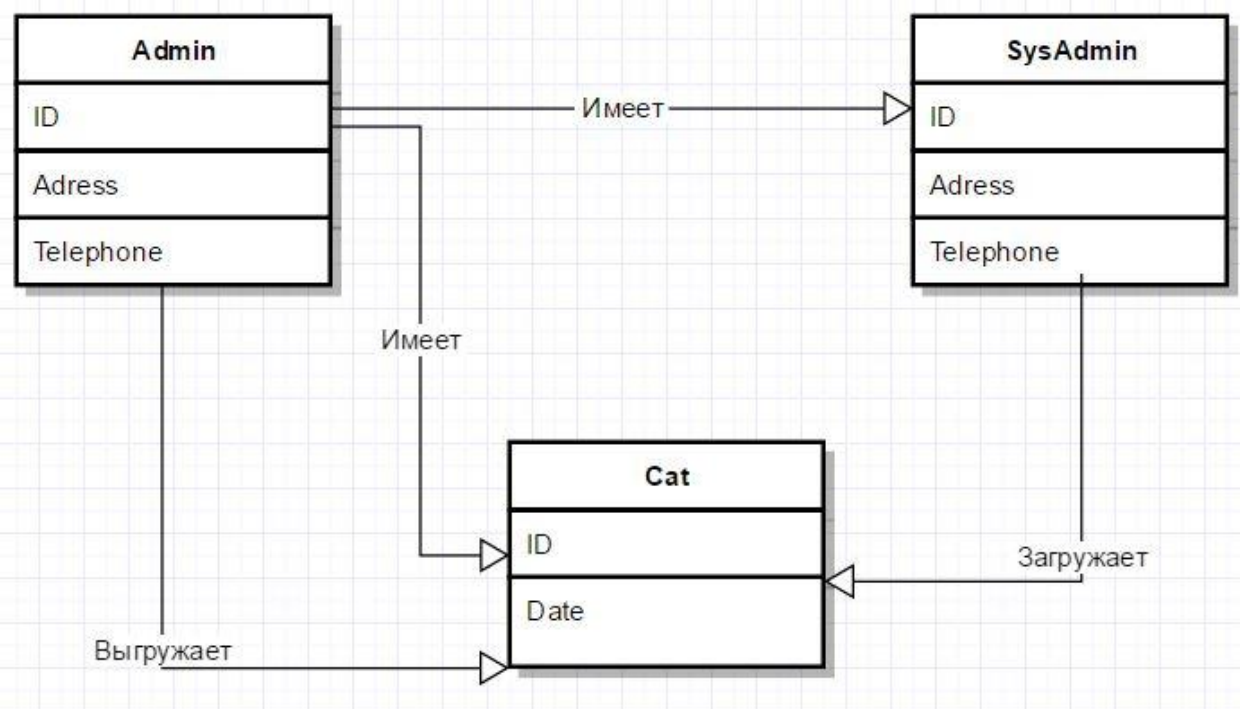 Admin
ID
Adress
Telephone
Имеет
SysAdmin
ID
Adress
Telephone
Имеет
Cat
ID
Date
Загружает
Выгружает